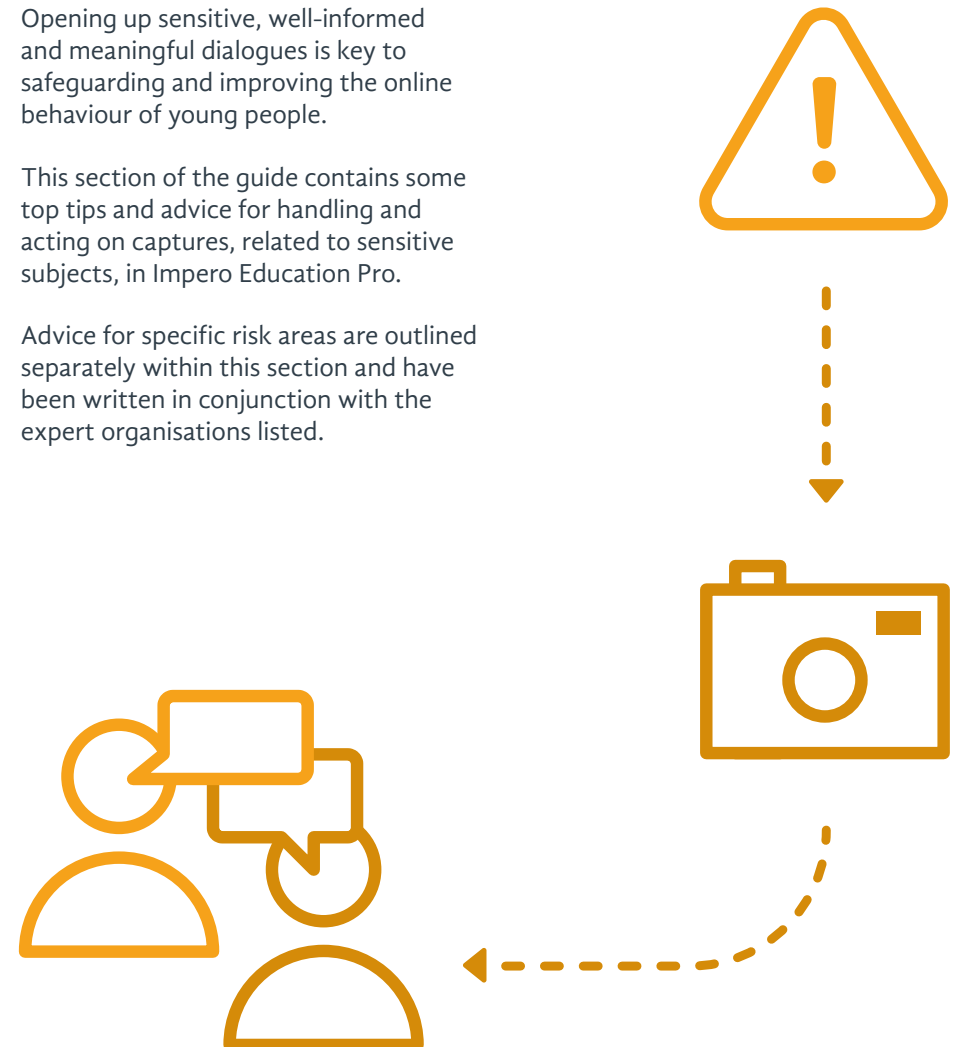 Opening up sensitive, well-informed
and meaningful dialogues is key to
safeguarding and improving the online
behaviour of young people.
This section of the guide contains some
top tips and advice for handling and
acting on captures, related to sensitive
subjects, in Impero Education Pro.
Advice for specific risk areas are outlined
separately within this section and have
been written in conjunction with the
expert organisations listed.
!